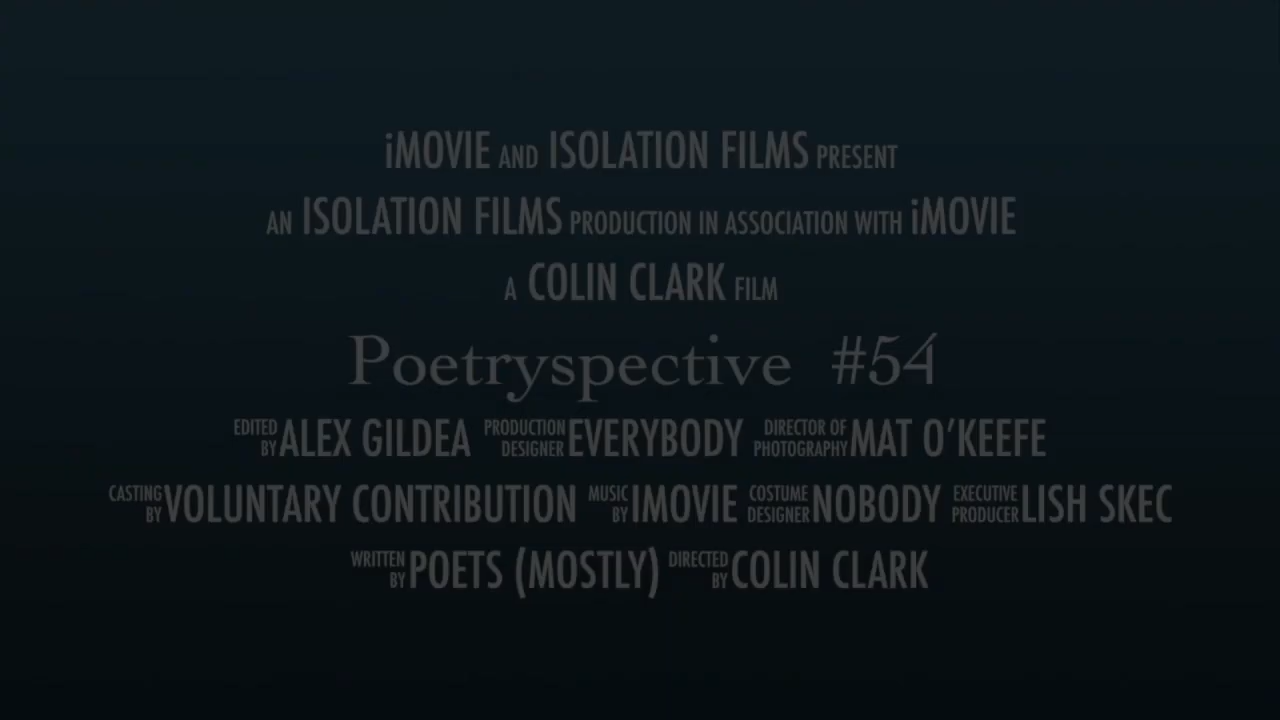 iMOVIE AND ISOLATION FILMS PRESENT
AN ISOLATION FILMS PRODUCTION IN ASSOCIATION WITH iMOVIE
A COLIN CLARK FILM
Poetryspective #54
EDITED BY ALEX GILDEA PRODUCTION DESIGNER EVERYBODY DIRECTOR OF PHOTOGRAPHY MAT O'KEEFE
CASTING BY VOLUNTARY CONTRIBUTION MUSIC BY IMOVIE COSTUME DESIGNER NOBODY EXECUTIVE PRODUCER LISH SKEC
WRITTEN BY POETS (MOSTLY) DIRECTED BY COLIN CLARK